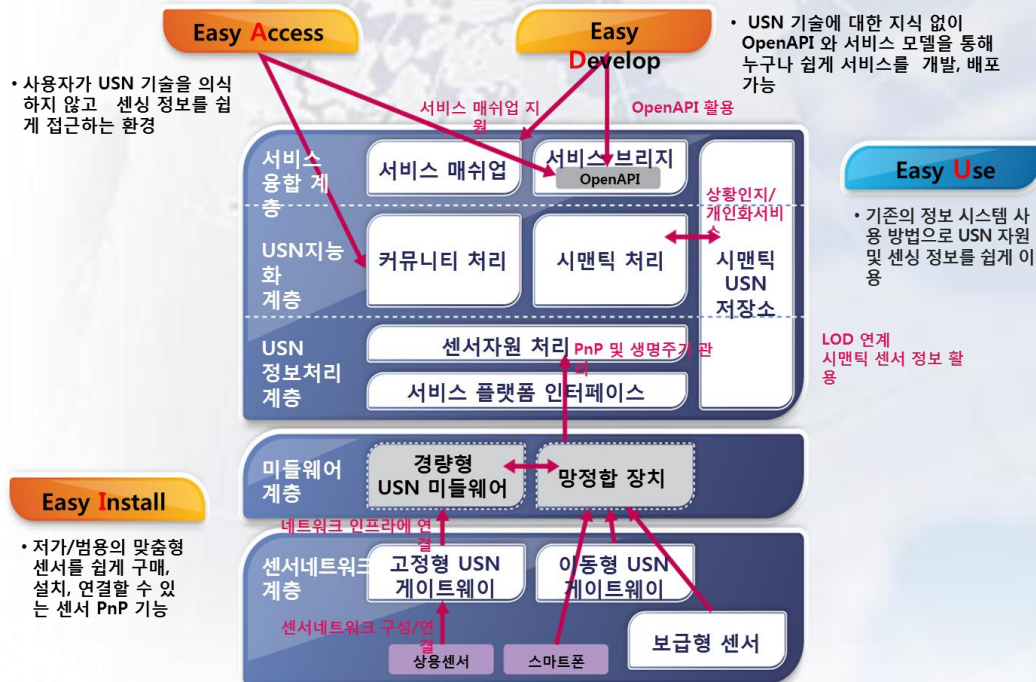 Easy Access
Easy
Develop
• USN 기술에 대한 지식 없이
OpenAPI 와 서비스 모델을 통해
누구나 쉽게 서비스를 개발, 배포
가능
• 사용자가 USN 기술을 의식
하지 않고 센싱 정보를 쉽
게 접근하는 환경
서비스 매쉬업 지
원
OpenAPI 활용
서비스
융합 계
층
서비스 매쉬업
서비스 브리지
OpenAPI
상황인지/
개인화서비
스
Easy Use
• 기존의 정보 시스템 사
용 방법으로 USN 자원
및 센싱 정보를 쉽게 이
용
USN지능
화
계층
커뮤니티 처리
시맨틱 처리
시맨틱
USN
저장소
USN
정보처리
계층
센서자원 처리
PnP 및 생명주기 관
리
서비스 플랫폼 인터페이스
LOD 연계
시맨틱 센서 정보 활
용
미들웨어
계층
경량형
USN 미들웨어
망정합 장치
Easy Install
• 저가/범용의 맞춤형
센서를 쉽게 구매,
설치, 연결할 수 있
는 센서 PnP 기능
네트워크 인프라에 연
결
센서네트워크
계층
고정형 USN
게이트웨이
이동형 USN
게이트웨이
센서네트워크 구성/연
결
상용센서
스마트폰
보급형 센서